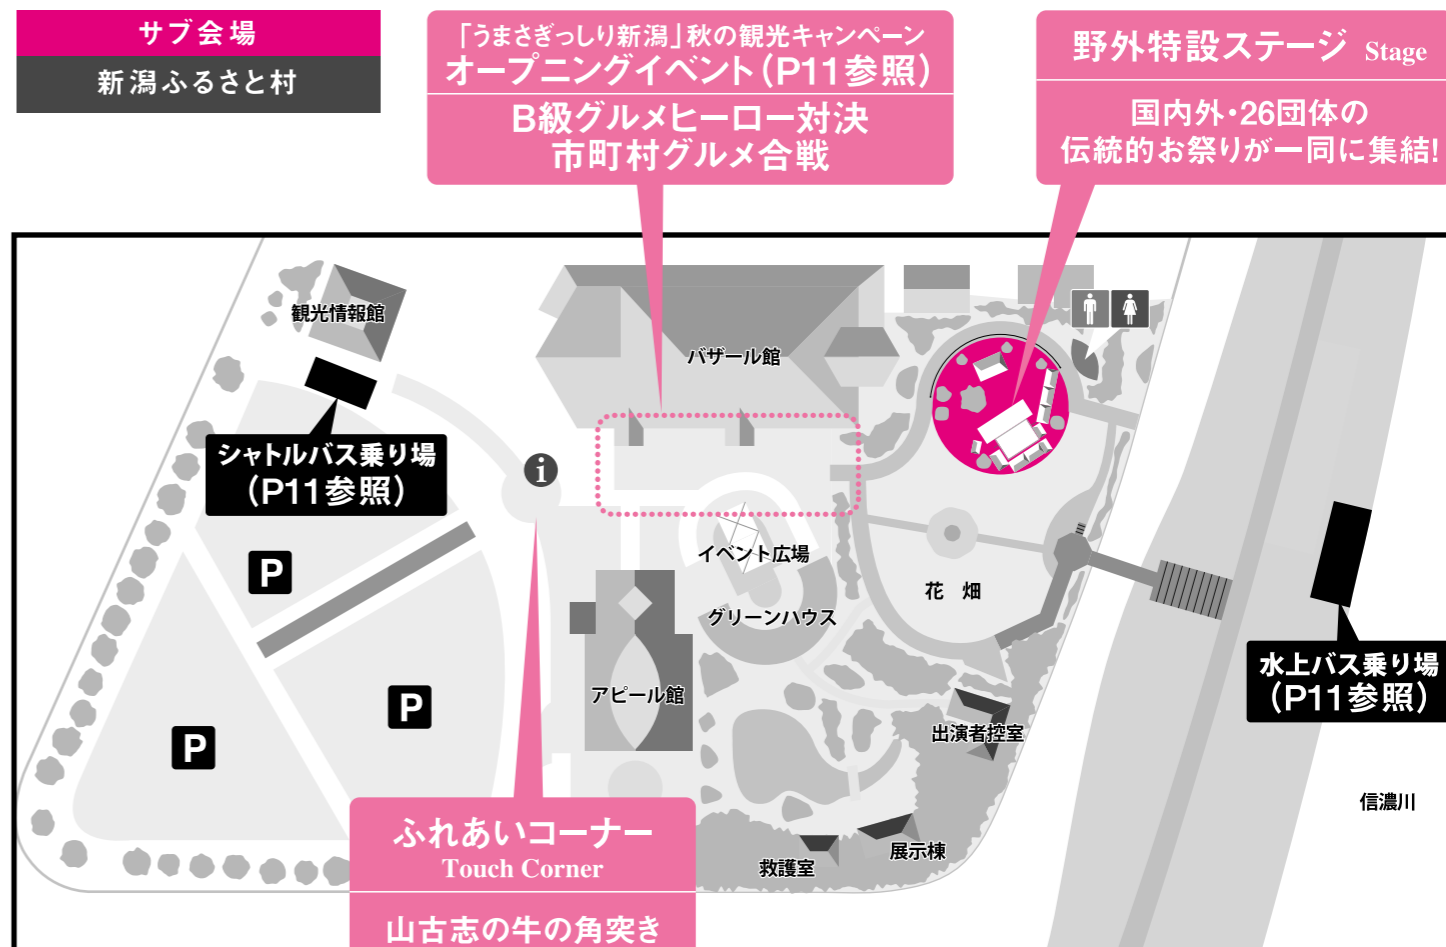 サブ会場
新潟ふるさと村
「うまさぎっしり新潟」秋の観光キャンペーン
オープニングイベント(P11参照)
B級グルメヒーロー対決
市町村グルメ合戦
野外特設ステージ Stage
国内外・26団体の
伝統的お祭りが一同に集結!
観光情報館
バザール館
シャトルバス乗り場
(P11参照)
i
イベント広場
P
花 畑
グリーンハウス
水上バス乗り場
(P11参照)
アピール館
P
出演者控室
P
信濃川
ふれあいコーナー
Touch Corner
展示棟
救護室
山古志の牛の角突き